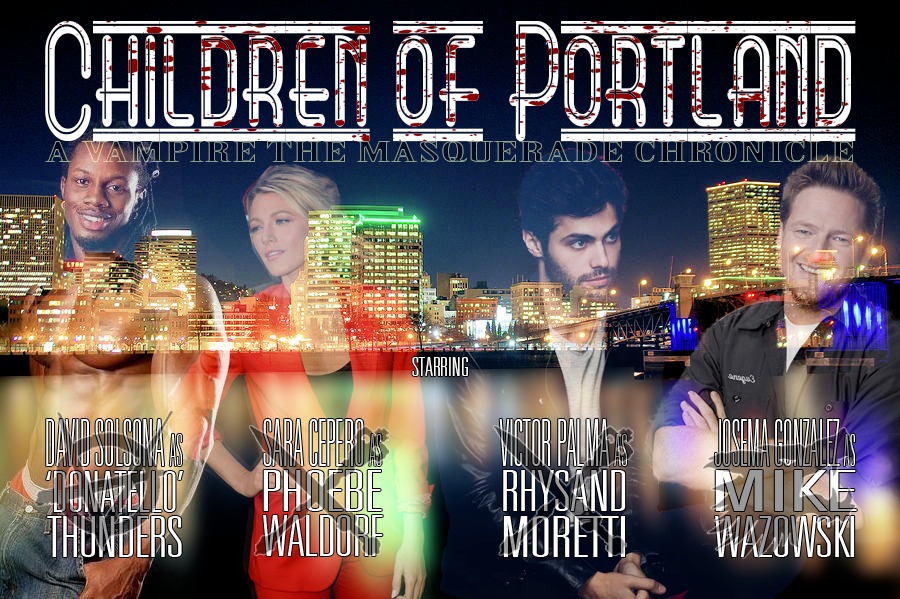 CHILDREN OF PORTLAND
A VAMPIRE THE MASQUERADE CHRONICLE
STARRING
DAVID SOLSONA AS
'DONATELLO'
THUNDERS
SARA CEPERO AS
PHOEBE
WALDORF
VICTOR PALMA AS
RHYSAND
MORETTI
JOSEMA GONZALEZ AS
MIKE
WAZOWSKI